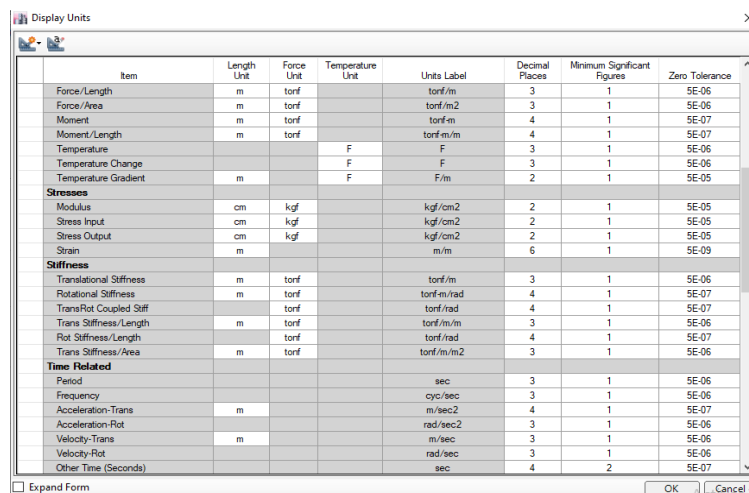 Display Units
Item Length Unit Force Unit Temperature Unit Units Label Decimal Places Minimum Significant Figures Zero Tolerance
Force/Length m tonf tonf/m 3 1 5E-06
Force/Area m tonf tonf/m2 3 1 5E-06
Moment m tonf tonf-m 4 1 5E-07
Moment/Length m tonf tonf-m/m 4 1 5E-07
Temperature F F 3 1 5E-06
Temperature Change F F 3 1 5E-06
Temperature Gradient m F F/m 2 1 5E-05
Stresses
Modulus cm kgf kgf/cm2 2 1 5E-05
Stress Input cm kgf kgf/cm2 2 1 5E-05
Stress Output cm kgf kgf/cm2 2 1 5E-05
Strain m m/m 6 1 5E-09
Stiffness
Translational Stiffness m tonf tonf/m 3 1 5E-06
Rotational Stiffness m tonf tonf-m/rad 4 1 5E-07
TransRot Coupled Stiff tonf tonf/rad 4 1 5E-07
Trans Stiffness/Length m tonf tonf/m/m 3 1 5E-06
Rot Stiffness/Length tonf tonf/rad 4 1 5E-07
Trans Stiffness/Area m tonf tonf/m/m2 3 1 5E-06
Time Related
Period sec 3 1 5E-06
Frequency cyc/sec 3 1 5E-06
Acceleration-Trans m m/sec2 4 1 5E-07
Acceleration-Rot rad/sec2 3 1 5E-06
Velocity-Trans m m/sec 3 1 5E-06
Velocity-Rot rad/sec 3 1 5E-06
Other Time (Seconds) sec 4 2 5E-07
Expand Form OK Cancel